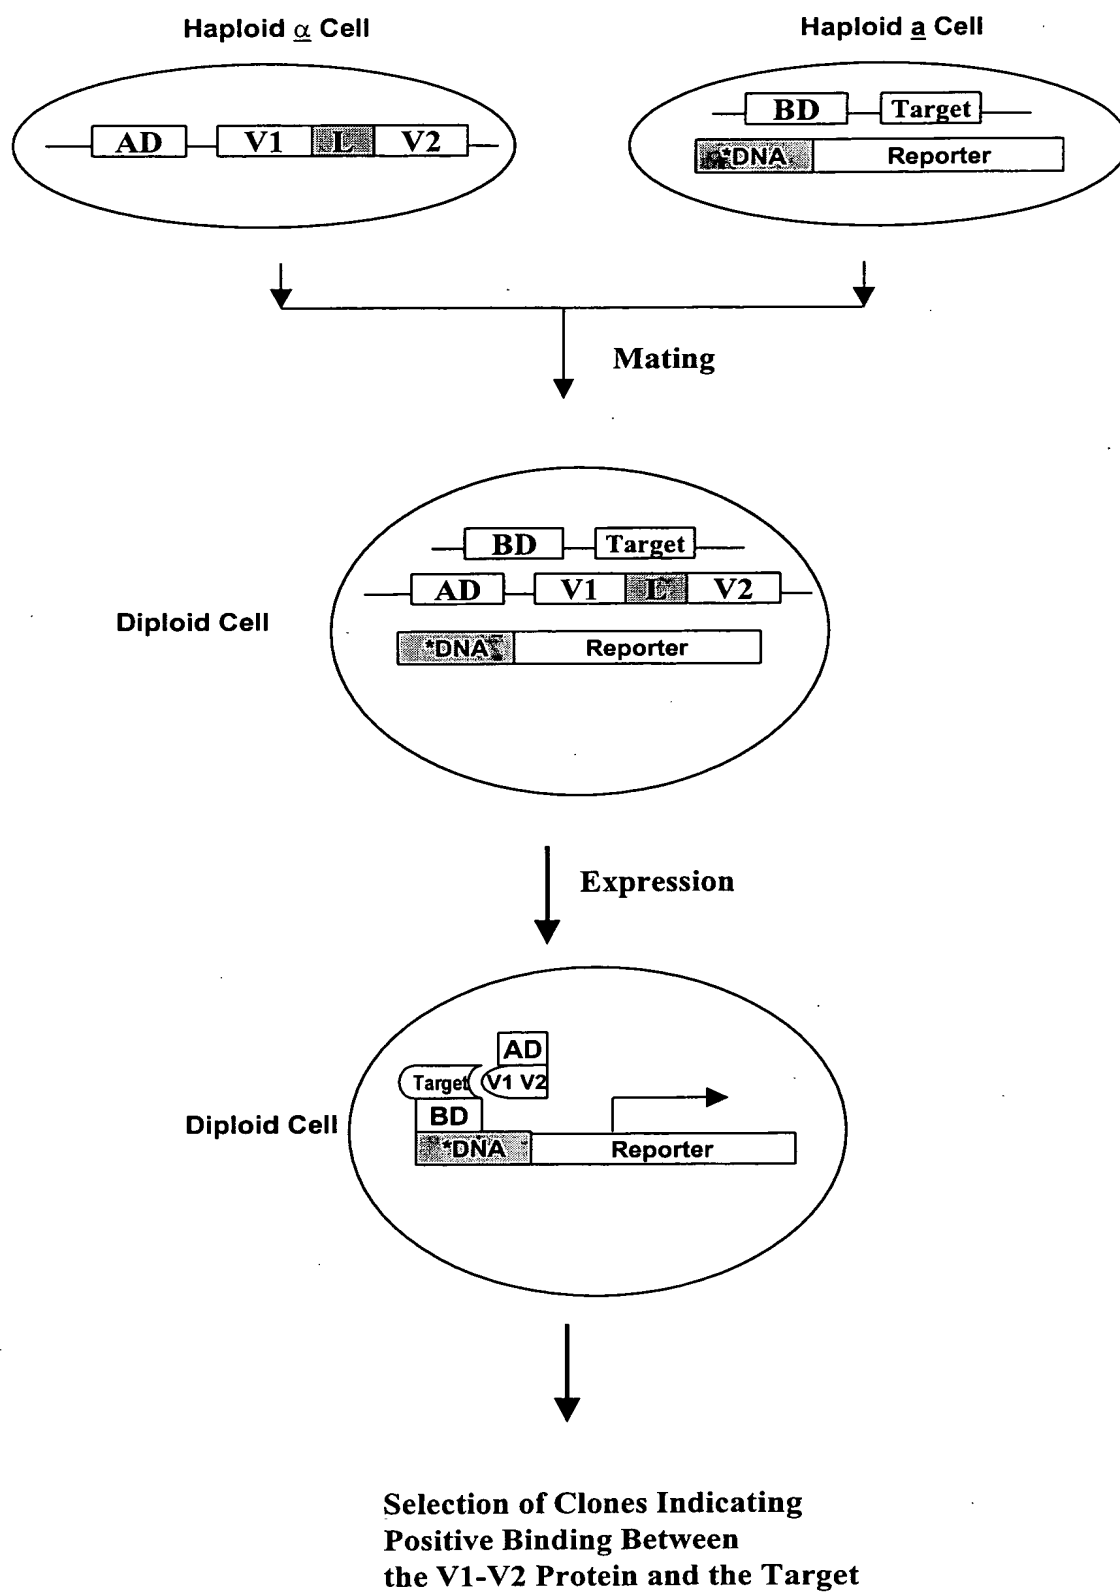 Haploid α Cell
Haploid a Cell
AD V1 L V2
BD Target
*DNA Reporter
Mating
BD Target
AD V1 L V2
Diploid Cell
*DNA Reporter
Expression
AD
Target V1 V2
BD
Diploid Cell
*DNA Reporter
Selection of Clones Indicating
Positive Binding Between
the V1-V2 Protein and the Target